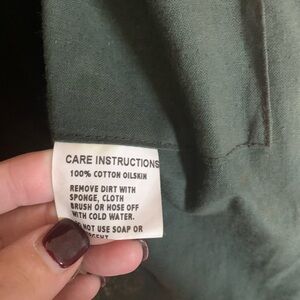 CARE INSTRUCTIONS
100% COTTON OILSKIN
REMOVE DIRT WITH
SPONGE, CLOTH
BRUSH OR HOSE OFF
WITH COLD WATER.
NOT USE SOAP OR